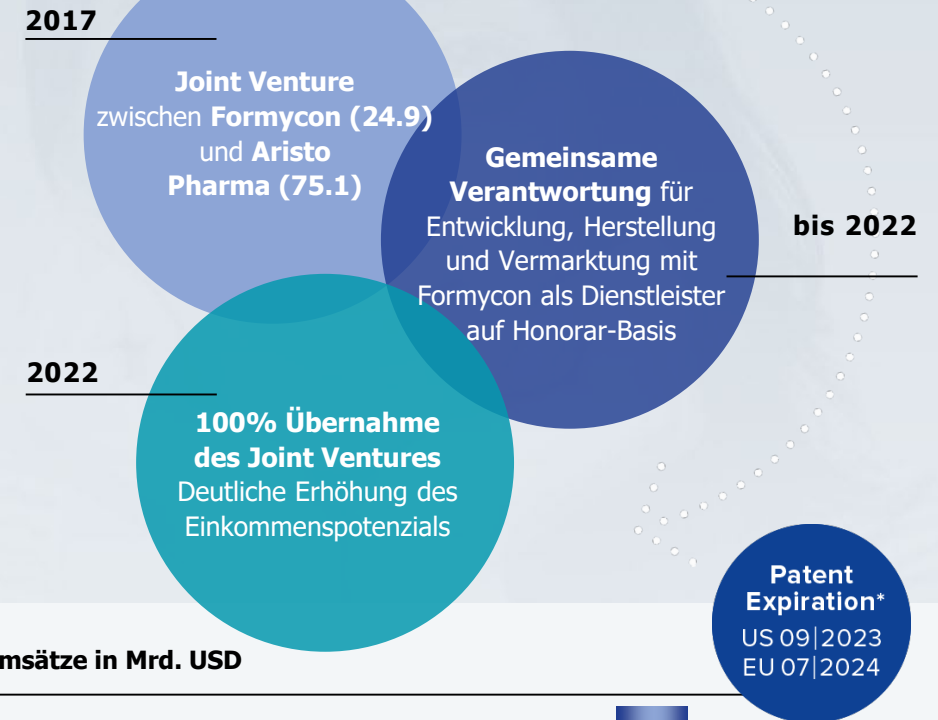 2017
Joint Venture
zwischen Formycon (24.9)
und Aristo
Pharma (75.1)
Gemeinsame
Verantwortung für
Entwicklung, Herstellung
und Vermarktung mit
Formycon als Dienstleister
auf Honorar-Basis
bis 2022
2022
100% Übernahme
des Joint Ventures
Deutliche Erhöhung des
Einkommenspotenzials
Patent
Expiration*
US 09|2023
EU 07|2024
msätze in Mrd. USD